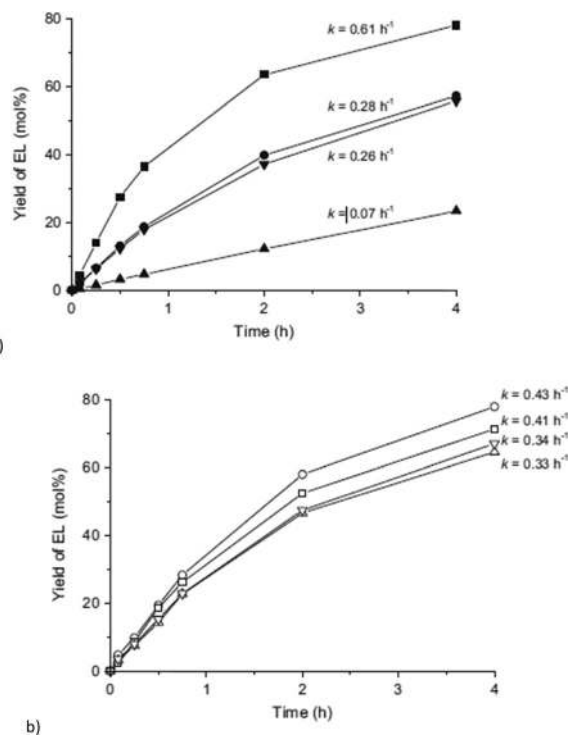 80
60
40
20
0
Yield of EL (mol%)
k = 0.61 h-1
k = 0.28 h-1
k = 0.26 h-1
k = 0.07 h-1
0 1 2 3 4
Time (h)
)
80
60
40
20
0
Yield of EL (mol%)
k = 0.43 h-1
k = 0.41 h-1
k = 0.34 h-1
k = 0.33 h-1
0 1 2 3 4
Time (h)
b)